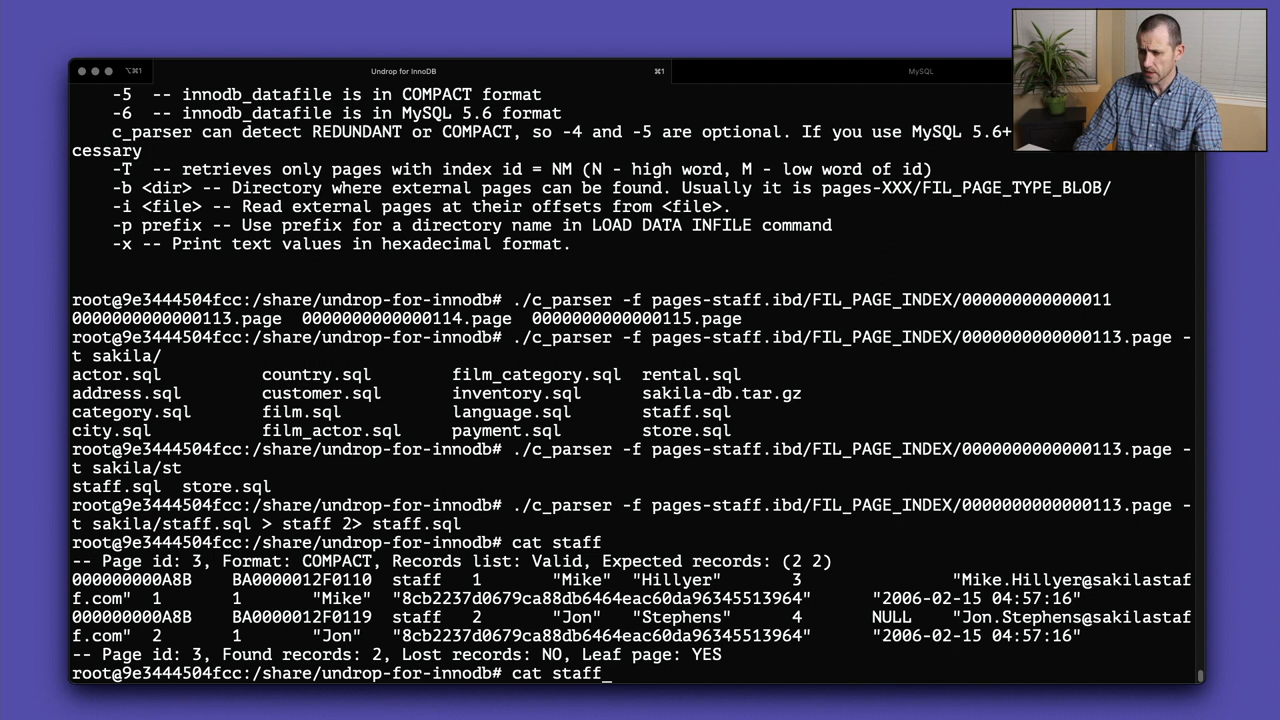 ⌥⌘1 Undrop for InnoDB ⌘1 MySQL
-5 -- innodb_datafile is in COMPACT format
-6 -- innodb_datafile is in MySQL 5.6 format
c_parser can detect REDUNDANT or COMPACT, so -4 and -5 are optional. If you use MySQL 5.6+
cessary
-T -- retrieves only pages with index id = NM (N - high word, M - low word of id)
-b <dir> -- Directory where external pages can be found. Usually it is pages-XXX/FIL_PAGE_TYPE_BLOB/
-i <file> -- Read external pages at their offsets from <file>.
-p prefix -- Use prefix for a directory name in LOAD DATA INFILE command
-x -- Print text values in hexadecimal format.
root@9e3444504fcc:/share/undrop-for-innodb# ./c_parser -f pages-staff.ibd/FIL_PAGE_INDEX/000000000000011
0000000000000113.page 0000000000000114.page 0000000000000115.page
root@9e3444504fcc:/share/undrop-for-innodb# ./c_parser -f pages-staff.ibd/FIL_PAGE_INDEX/0000000000000113.page -
t sakila/
actor.sql country.sql film_category.sql rental.sql
address.sql customer.sql inventory.sql sakila-db.tar.gz
category.sql film.sql language.sql staff.sql
city.sql film_actor.sql payment.sql store.sql
root@9e3444504fcc:/share/undrop-for-innodb# ./c_parser -f pages-staff.ibd/FIL_PAGE_INDEX/0000000000000113.page -
t sakila/st
staff.sql store.sql
root@9e3444504fcc:/share/undrop-for-innodb# ./c_parser -f pages-staff.ibd/FIL_PAGE_INDEX/0000000000000113.page -
t sakila/staff.sql > staff 2> staff.sql
root@9e3444504fcc:/share/undrop-for-innodb# cat staff
-- Page id: 3, Format: COMPACT, Records list: Valid, Expected records: (2 2)
000000000A8B BA0000012F0110 staff 1 "Mike" "Hillyer" 3 "Mike.Hillyer@sakilastaf
f.com" 1 1 "Mike" "8cb2237d0679ca88db6464eac60da96345513964" "2006-02-15 04:57:16"
000000000A8B BA0000012F0119 staff 2 "Jon" "Stephens" 4 NULL "Jon.Stephens@sakilastaf
f.com" 2 1 "Jon" "8cb2237d0679ca88db6464eac60da96345513964" "2006-02-15 04:57:16"
-- Page id: 3, Found records: 2, Lost records: NO, Leaf page: YES
root@9e3444504fcc:/share/undrop-for-innodb# cat staff_